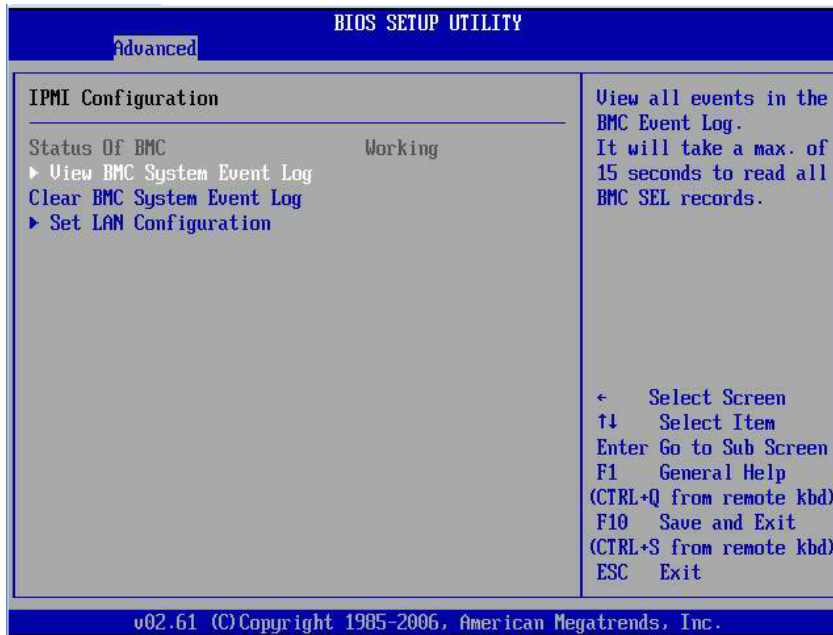 BIOS SETUP UTILITY
Advanced
IPMI Configuration
Status Of BMC Working
▶ View BMC System Event Log
Clear BMC System Event Log
▶ Set LAN Configuration
View all events in the
BMC Event Log.
It will take a max. of
15 seconds to read all
BMC SEL records.
← Select Screen
↑↓ Select Item
Enter Go to Sub Screen
F1 General Help
(CTRL+Q from remote kbd)
F10 Save and Exit
(CTRL+S from remote kbd)
ESC Exit
v02.61 (C)Copyright 1985-2006, American Megatrends, Inc.